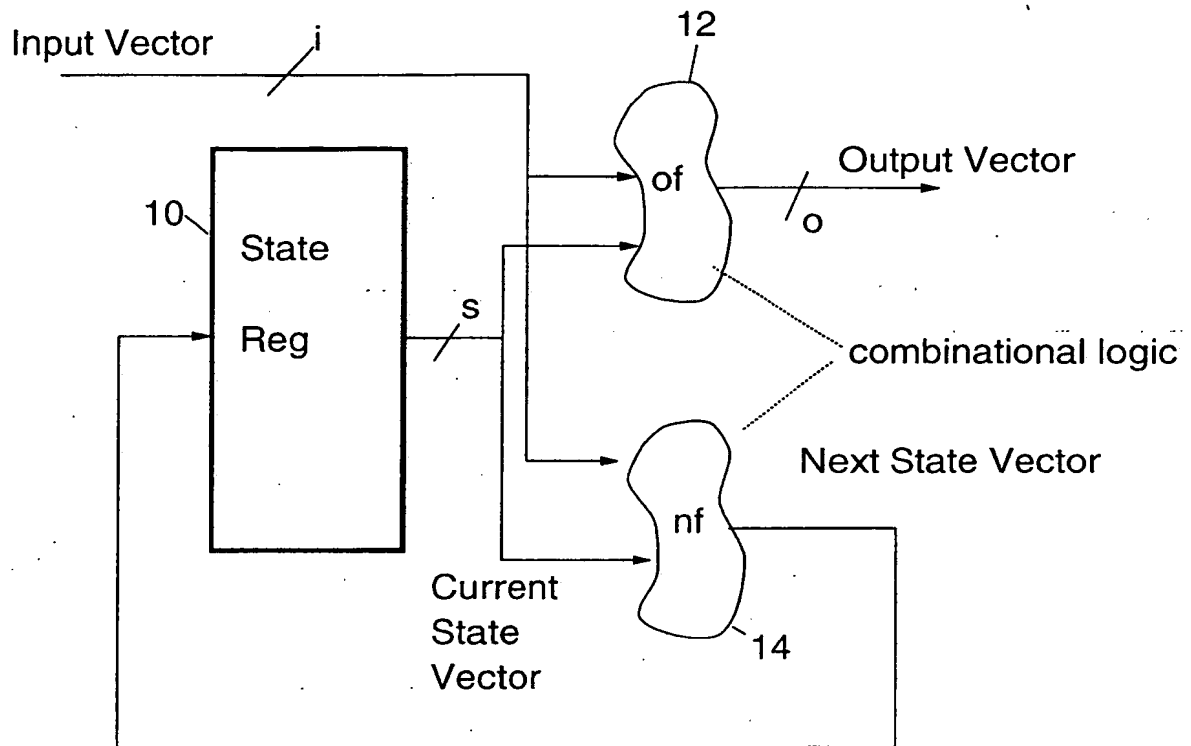 12
Input Vector
i
of
Output Vector
o
10
State
Reg
s
combinational logic
Next State Vector
nf
Current
State
Vector
14